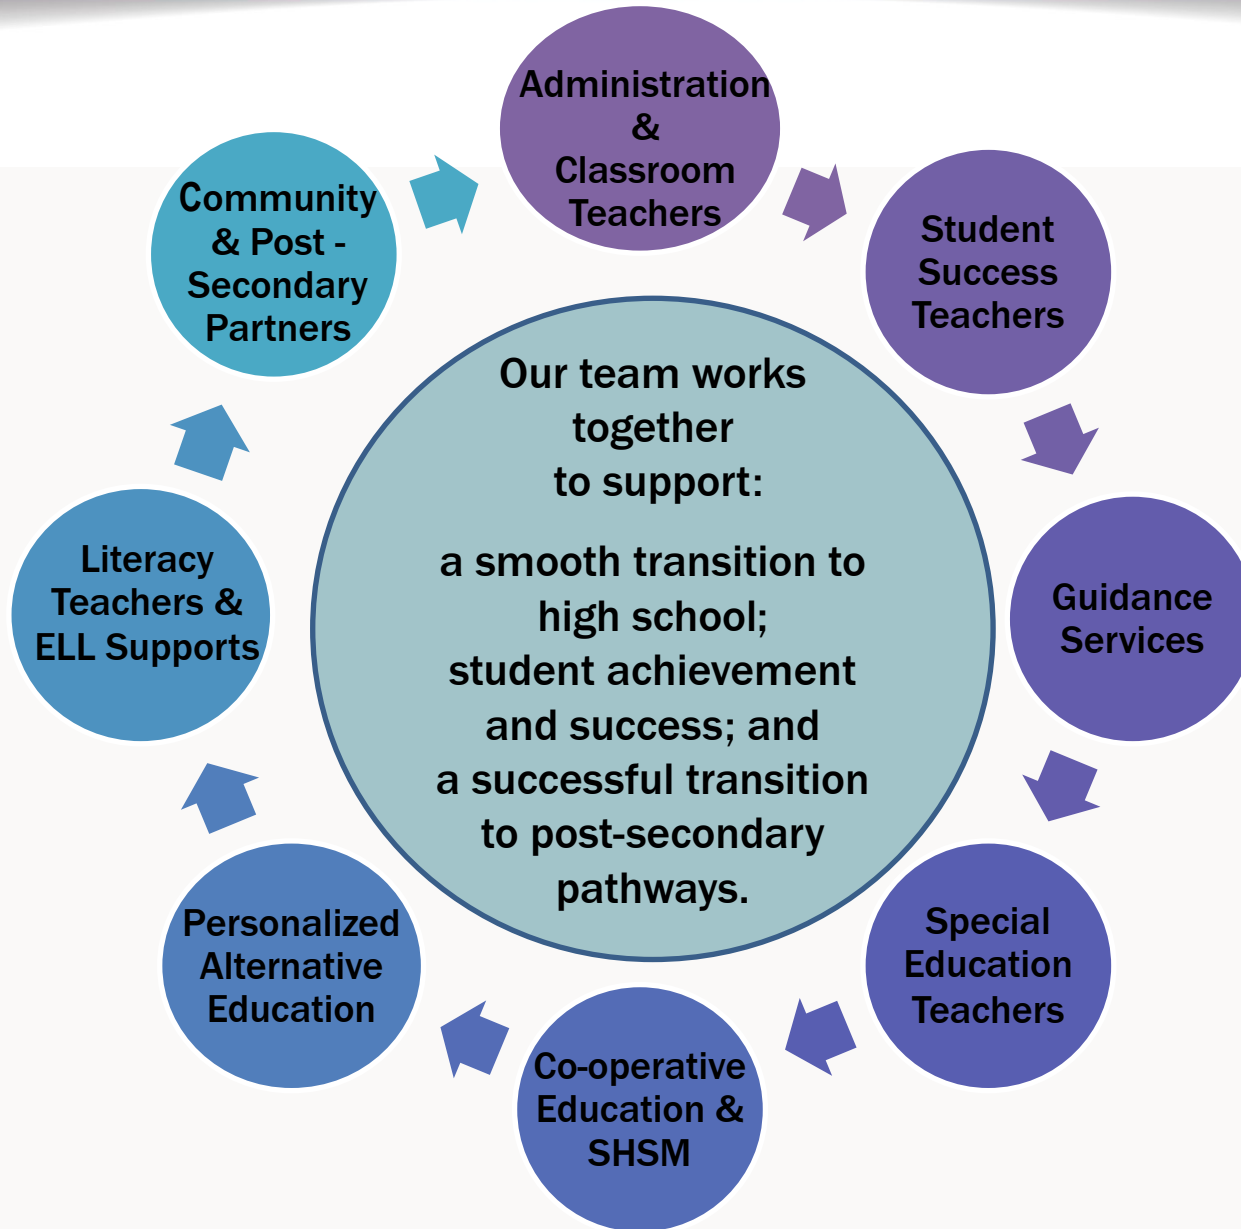 Administration
&
Classroom
Teachers
Student
Success
Teachers
Guidance
Services
Special
Education
Teachers
Co-operative
Education &
SHSM
Personalized
Alternative
Education
Literacy
Teachers &
ELL Supports
Community
& Post -
Secondary
Partners
Our team works
together
to support:
a smooth transition to
high school;
student achievement
and success; and
a successful transition
to post-secondary
pathways.